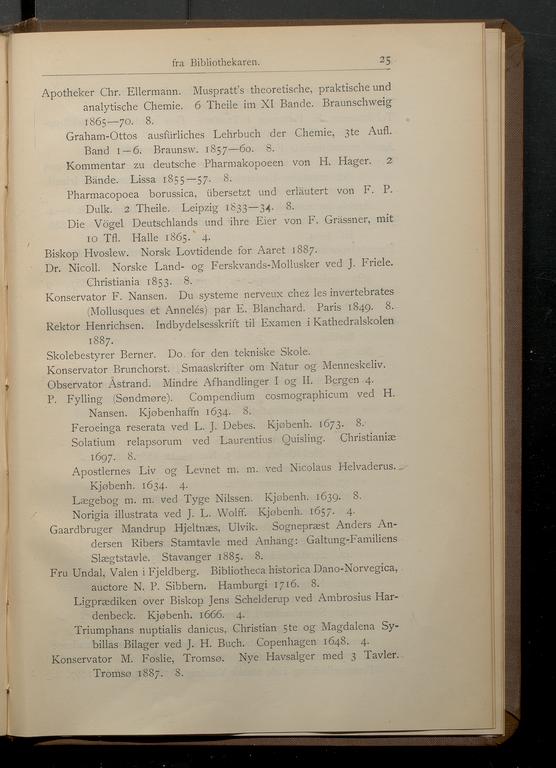 fra Bibliothekaren. 25
Apotheker Chr. Ellermann. Muspratt's theoretische, praktische und
analytische Chemie. 6 Theile im XI Bande. Braunschweig
1865—70. 8.
Graham-Ottos ausfürliches Lehrbuch der Chemie, 3te Aufl.
Band 1—6. Braunsw. 1857—60. 8.
Kommentar zu deutsche Pharmakopoeen von H. Hager. 2
Bände. Lissa 1855—57. 8.
Pharmacopoea borussica, übersetzt und erläutert von F. P.
Dulk. 2 Theile. Leipzig 1833—34. 8.
Die Vögel Deutschlands und ihre Eier von F. Grässner, mit
10 Tfl. Halle 1865. 4.
Biskop Hvoslew. Norsk Lovtidende for Aaret 1887.
Dr. Nicoll. Norske Land- og Ferskvands-Mollusker ved J. Friele.
Christiania 1853. 8.
Konservator F. Nansen. Du systeme nerveux chez les invertebrates
(Mollusques et Annelés) par E. Blanchard. Paris 1849. 8.
Rektor Henrichsen. Indbydelsesskrift til Examen i Kathedralskolen
1887.
Skolebestyrer Berner. Do. for den tekniske Skole.
Konservator Brunchorst. Smaaskrifter om Natur og Menneskeliv.
Observator Åstrand. Mindre Afhandlinger I og II. Bergen 4.
P. Fylling (Søndmøre). Compendium cosmographicum ved H.
Nansen. Kjøbenhaffn 1634. 8.
Feroeinga reserata ved L. J. Debes. Kjøbenh. 1673. 8.
Solatium relapsorum ved Laurentius Quisling. Christianiæ
1697. 8.
Apostlernes Liv og Levnet m. m. ved Nicolaus Helvaderus.
Kjøbenh. 1634. 4.
Lægebog m. m. ved Tyge Nilssen. Kjøbenh. 1639. 8.
Norigia illustrata ved J. L. Wolff. Kjøbenh. 1657. 4.
Gaardbruger Mandrup Hjeltnæs, Ulvik. Sognepræst Anders An-
dersen Ribers Stamtavle med Anhang: Galtung-Familiens
Slægtstavle. Stavanger 1885. 8.
Fru Undal, Valen i Fjeldberg. Bibliotheca historica Dano-Norvegica,
auctore N. P. Sibbern. Hamburgi 1716. 8.
Ligprædiken over Biskop Jens Schelderup ved Ambrosius Har-
denbeck. Kjøbenh. 1666. 4.
Triumphans nuptialis danicus, Christian 5te og Magdalena Sy-
billas Bilager ved J. H. Buch. Copenhagen 1648. 4.
Konservator M. Foslie, Tromsø. Nye Havsalger med 3 Tavler.
Tromsø 1887. 8.